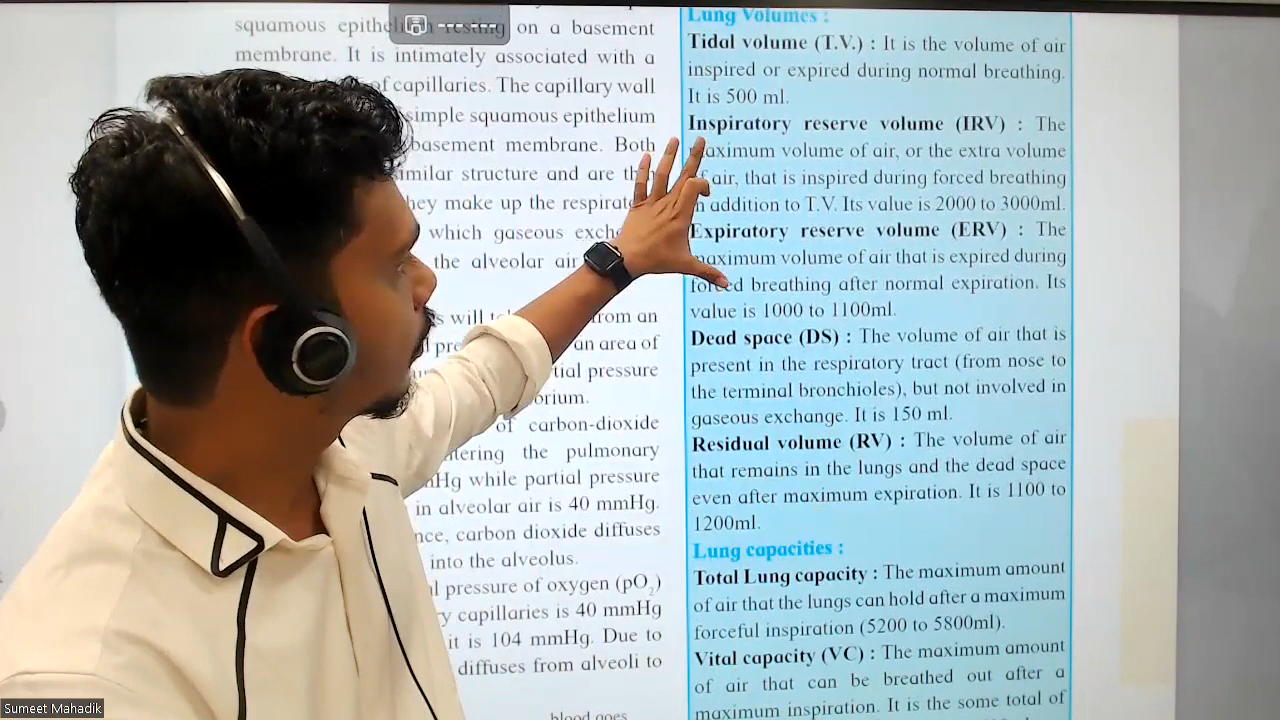 squamous epithelium resting on a basement
membrane. It is intimately associated with a
of capillaries. The capillary wall
simple squamous epithelium
basement membrane. Both
similar structure and are
they make up the
which gaseous
the alveolar air
will from an
an area of
partial pressure
of carbon-dioxide
entering the pulmonary
mmHg while partial pressure
in alveolar air is 40 mmHg.
carbon dioxide diffuses
into the alveolus.
pressure of oxygen (pO₂)
capillaries is 40 mmHg
it is 104 mmHg. Due to
diffuses from alveoli to
blood goes
Lung Volumes :
Tidal volume (T.V.) : It is the volume of air
inspired or expired during normal breathing.
It is 500 ml.
Inspiratory reserve volume (IRV) : The
maximum volume of air, or the extra volume
of air, that is inspired during forced breathing
in addition to T.V. Its value is 2000 to 3000ml.
Expiratory reserve volume (ERV) : The
maximum volume of air that is expired during
forced breathing after normal expiration. Its
value is 1000 to 1100ml.
Dead space (DS) : The volume of air that is
present in the respiratory tract (from nose to
the terminal bronchioles), but not involved in
gaseous exchange. It is 150 ml.
Residual volume (RV) : The volume of air
that remains in the lungs and the dead space
even after maximum expiration. It is 1100 to
1200ml.
Lung capacities :
Total Lung capacity : The maximum amount
of air that the lungs can hold after a maximum
forceful inspiration (5200 to 5800ml).
Vital capacity (VC) : The maximum amount
of air that can be breathed out after a
maximum inspiration. It is the some total of
Sumeet Mahadik